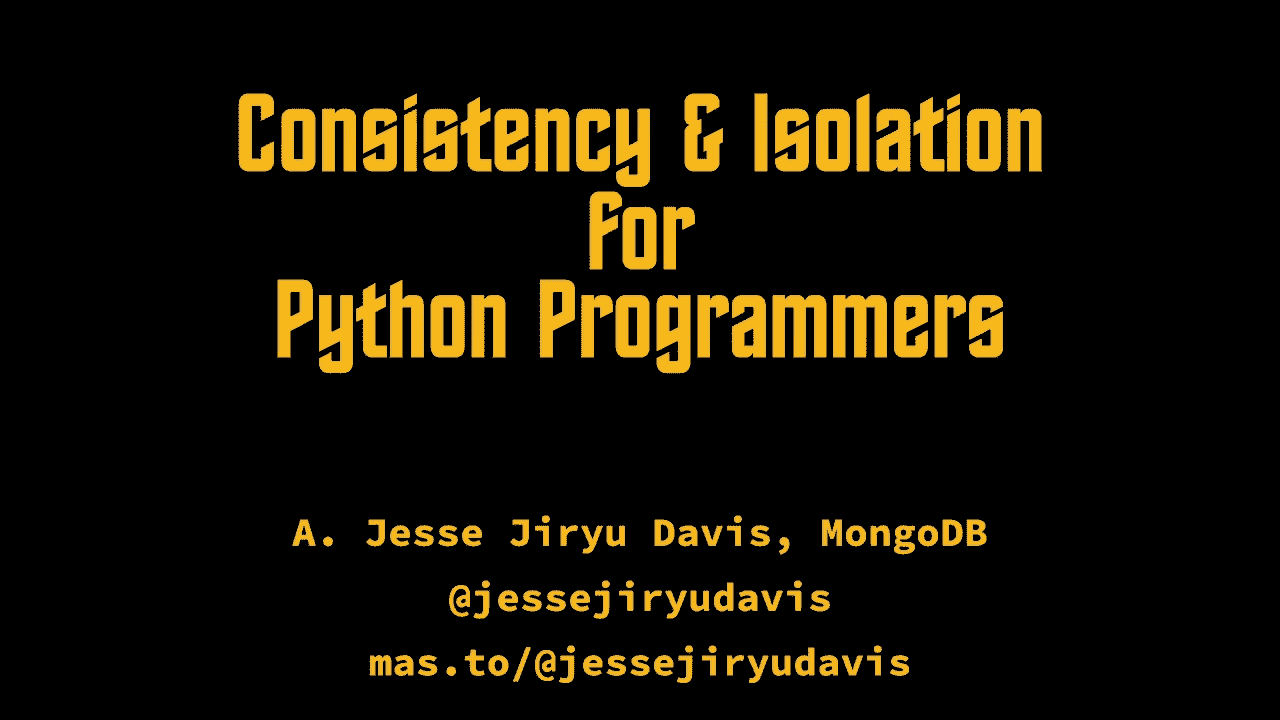 Consistency & Isolation
for
Python Programmers
A. Jesse Jiryu Davis, MongoDB
@jessejiryudavis
mas.to/@jessejiryudavis